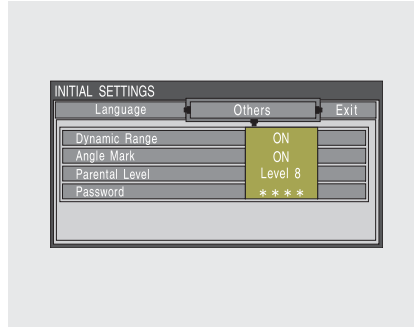 INITIAL SETTINGS
Language Others Exit
Dynamic Range ON
Angle Mark ON
Parental Level Level 8
Password ＊＊＊＊